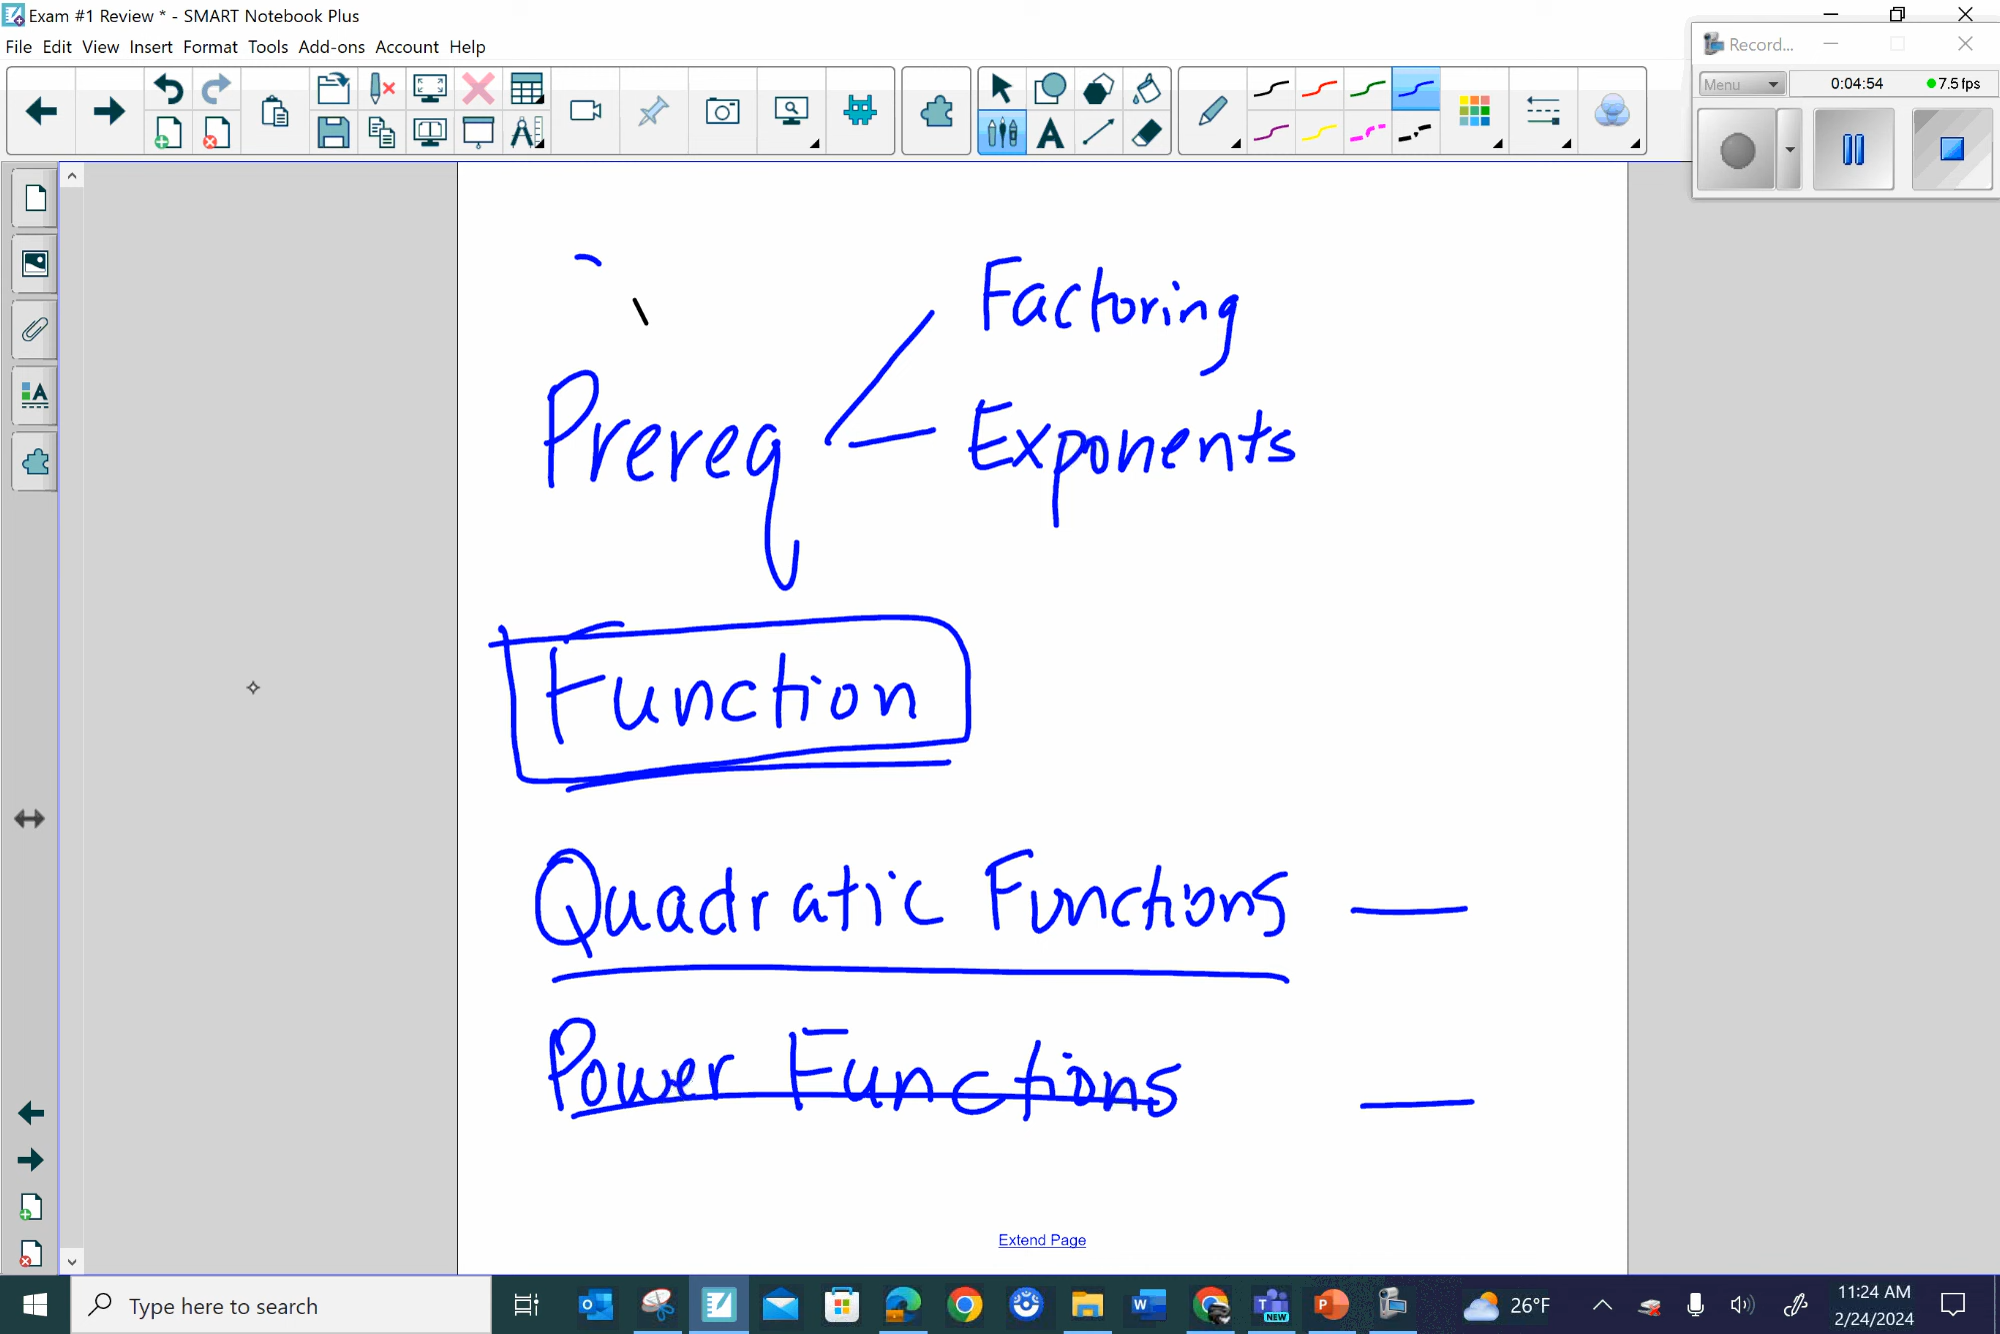 Exam #1 Review * - SMART Notebook Plus
File Edit View Insert Format Tools Add-ons Account Help
Record...
Menu 0:04:54 7.5 fps
Factoring
Prereq
Exponents
Function
Quadratic Functions
Power Functions
Extend Page
Type here to search
NEW
26°F
11:24 AM
2/24/2024